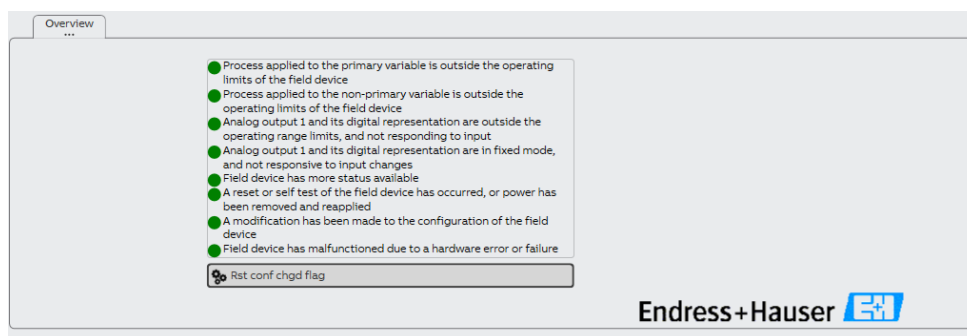 Overview
...
Process applied to the primary variable is outside the operating
limits of the field device
Process applied to the non-primary variable is outside the
operating limits of the field device
Analog output 1 and its digital representation are outside the
operating range limits, and not responding to input
Analog output 1 and its digital representation are in fixed mode,
and not responsive to input changes
Field device has more status available
A reset or self test of the field device has occurred, or power has
been removed and reapplied
A modification has been made to the configuration of the field
device
Field device has malfunctioned due to a hardware error or failure
Rst conf chgd flag
Endress+Hauser EH